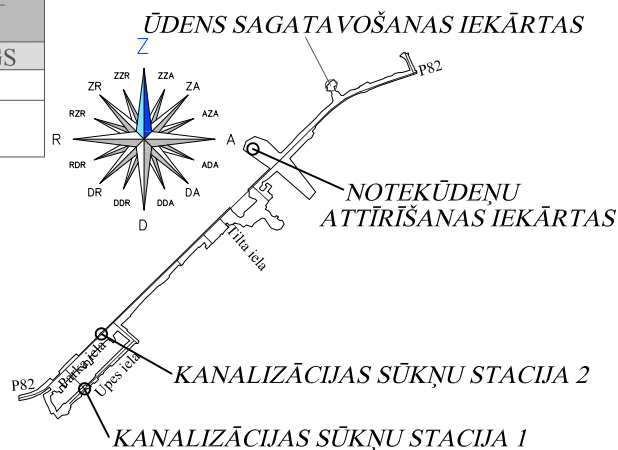 ŪDENS SAGATAVOŠANAS IEKĀRTAS
Z
ZZR
ZZA
ZR
ZA
RZR
AZA
R
A
RDR
ADA
DR
DA
DDR
DDA
D
P82
NOTEKŪDEŅU
ATTĪRĪŠANAS IEKĀRTAS
Tilta iela
Parka iela
Upes iela
P82
KANALIZĀCIJAS SŪKŅU STACIJA 2
KANALIZĀCIJAS SŪKŅU STACIJA 1